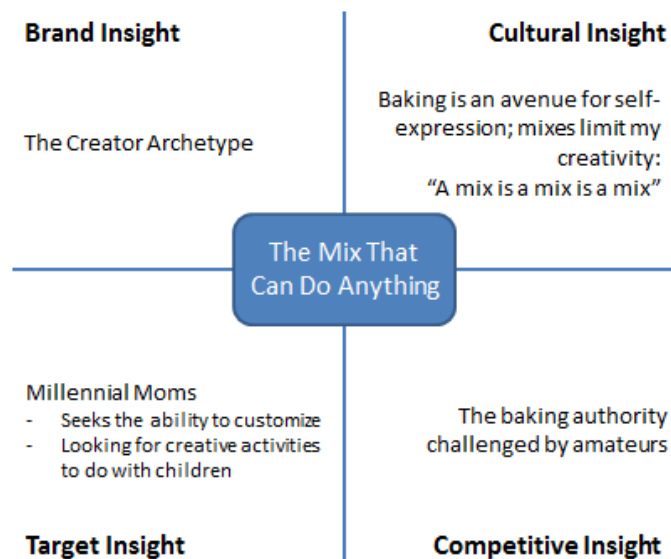 Brand Insight
Cultural Insight
The Creator Archetype
Baking is an avenue for self-
expression; mixes limit my
creativity:
“A mix is a mix is a mix”
The Mix That
Can Do Anything
Millennial Moms
- Seeks the ability to customize
- Looking for creative activities
to do with children
The baking authority
challenged by amateurs
Target Insight
Competitive Insight